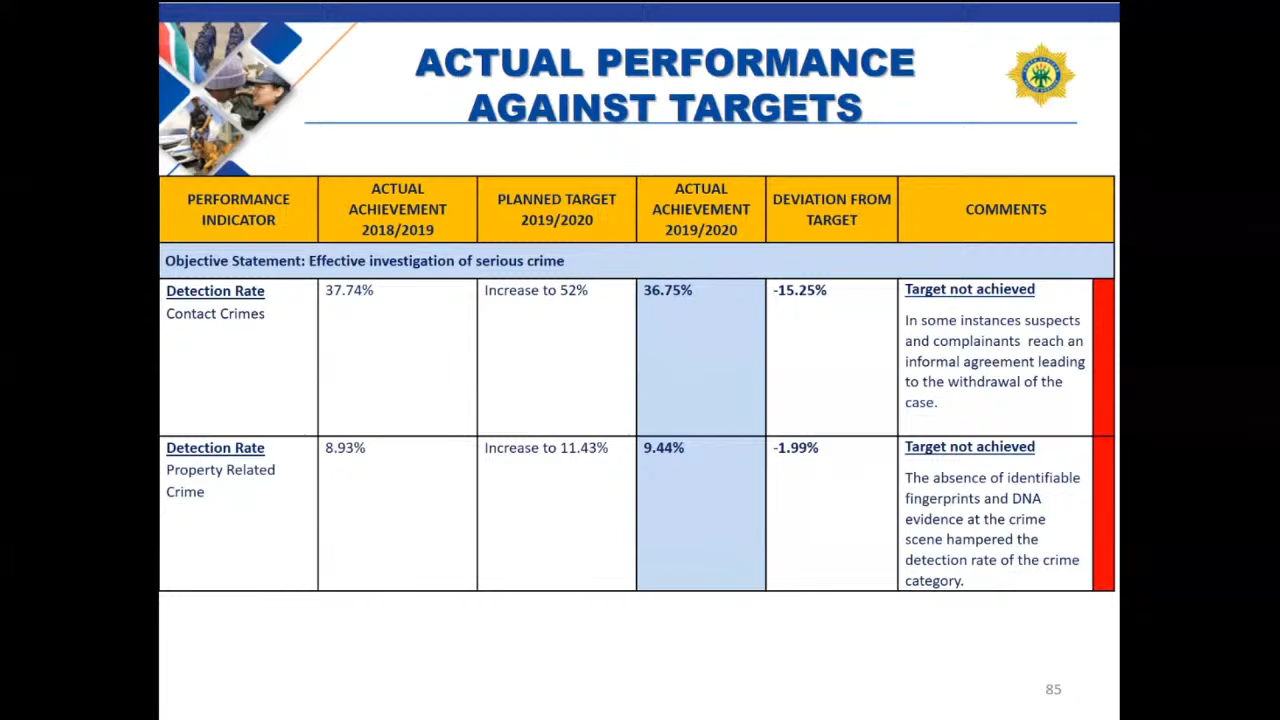 ACTUAL PERFORMANCE
AGAINST TARGETS
PERFORMANCE
INDICATOR
ACTUAL
ACHIEVEMENT
2018/2019
PLANNED TARGET
2019/2020
ACTUAL
ACHIEVEMENT
2019/2020
DEVIATION FROM
TARGET
COMMENTS
Objective Statement: Effective investigation of serious crime
Detection Rate
Contact Crimes
37.74%
Increase to 52%
36.75%
-15.25%
Target not achieved
In some instances suspects
and complainants reach an
informal agreement leading
to the withdrawal of the
case.
Detection Rate
Property Related
Crime
8.93%
Increase to 11.43%
9.44%
-1.99%
Target not achieved
The absence of identifiable
fingerprints and DNA
evidence at the crime
scene hampered the
detection rate of the crime
category.
85